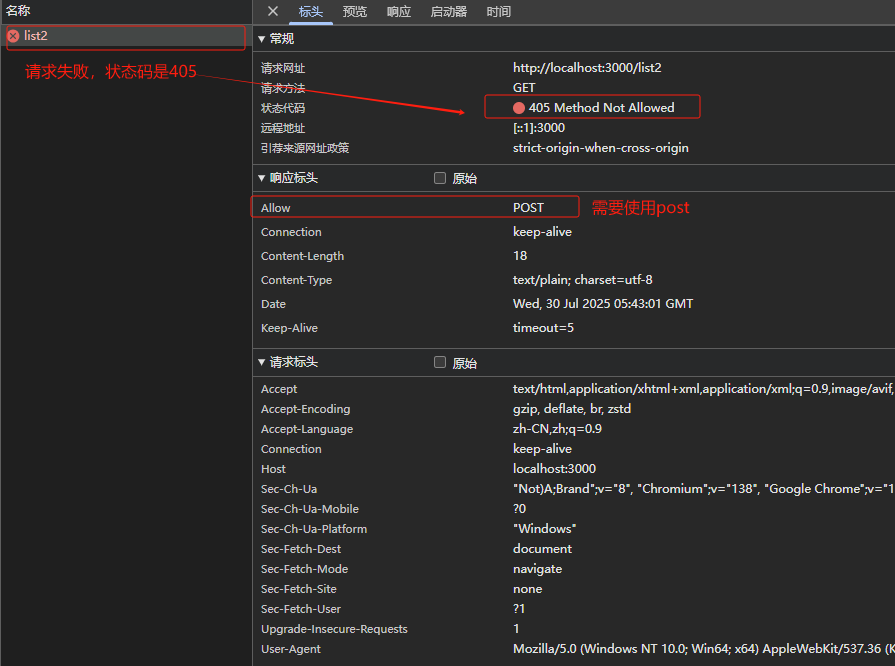 名称
标头 预览 响应 启动器 时间
list2
常规
请求失败，状态码是405
请求网址 http://localhost:3000/list2
请求方法 GET
状态代码 405 Method Not Allowed
远程地址 [::1]:3000
引荐来源网址政策 strict-origin-when-cross-origin
响应标头 原始
Allow POST 需要使用post
Connection keep-alive
Content-Length 18
Content-Type text/plain; charset=utf-8
Date Wed, 30 Jul 2025 05:43:01 GMT
Keep-Alive timeout=5
请求标头 原始
Accept text/html,application/xhtml+xml,application/xml;q=0.9,image/avif,
Accept-Encoding gzip, deflate, br, zstd
Accept-Language zh-CN,zh;q=0.9
Connection keep-alive
Host localhost:3000
Sec-Ch-Ua "Not)A;Brand";v="8", "Chromium";v="138", "Google Chrome";v="1
Sec-Ch-Ua-Mobile ?0
Sec-Ch-Ua-Platform "Windows"
Sec-Fetch-Dest document
Sec-Fetch-Mode navigate
Sec-Fetch-Site none
Sec-Fetch-User ?1
Upgrade-Insecure-Requests 1
User-Agent Mozilla/5.0 (Windows NT 10.0; Win64; x64) AppleWebKit/537.36 (K